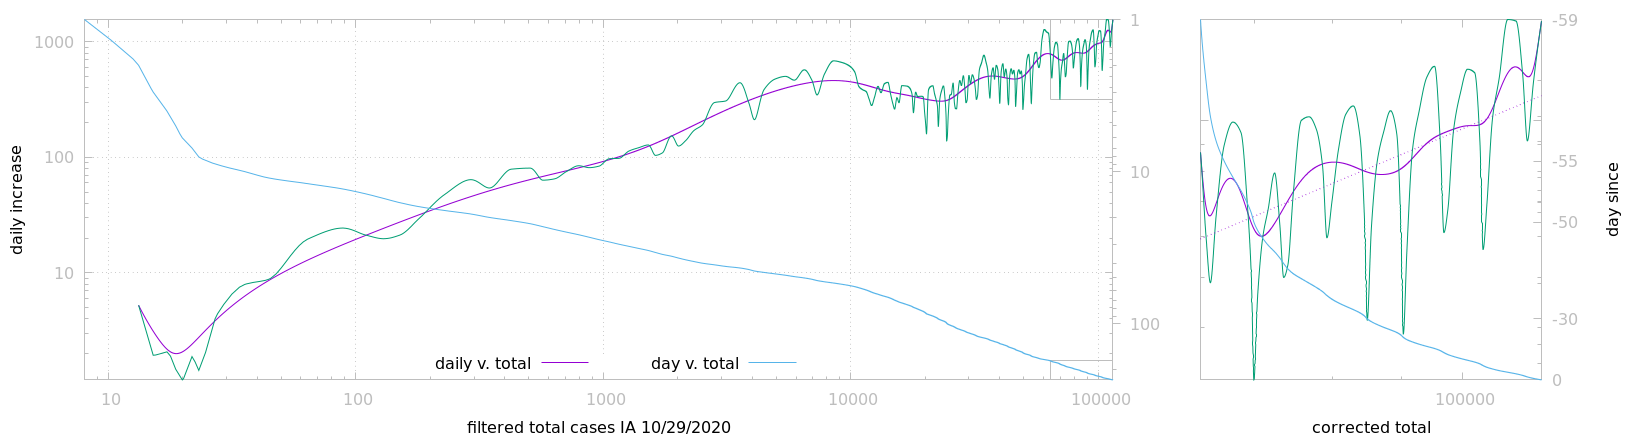 1000
100
10
daily increase
daily v. total
day v. total
10
100
1000
10000
100000
filtered total cases IA 10/29/2020
1
10
100
-59
-55
-50
-30
0
day since
100000
corrected total